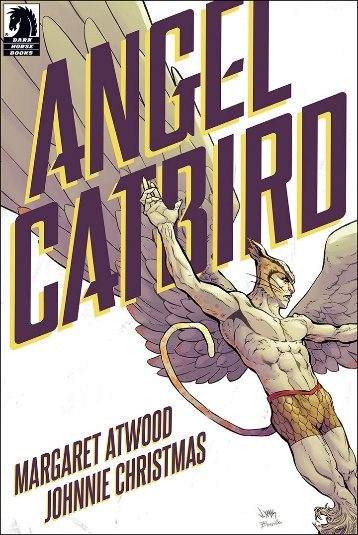 DARK
HORSE
BOOKS
ANGEL
CATBIRD
MARGARET ATWOOD
JOHNNIE CHRISTMAS